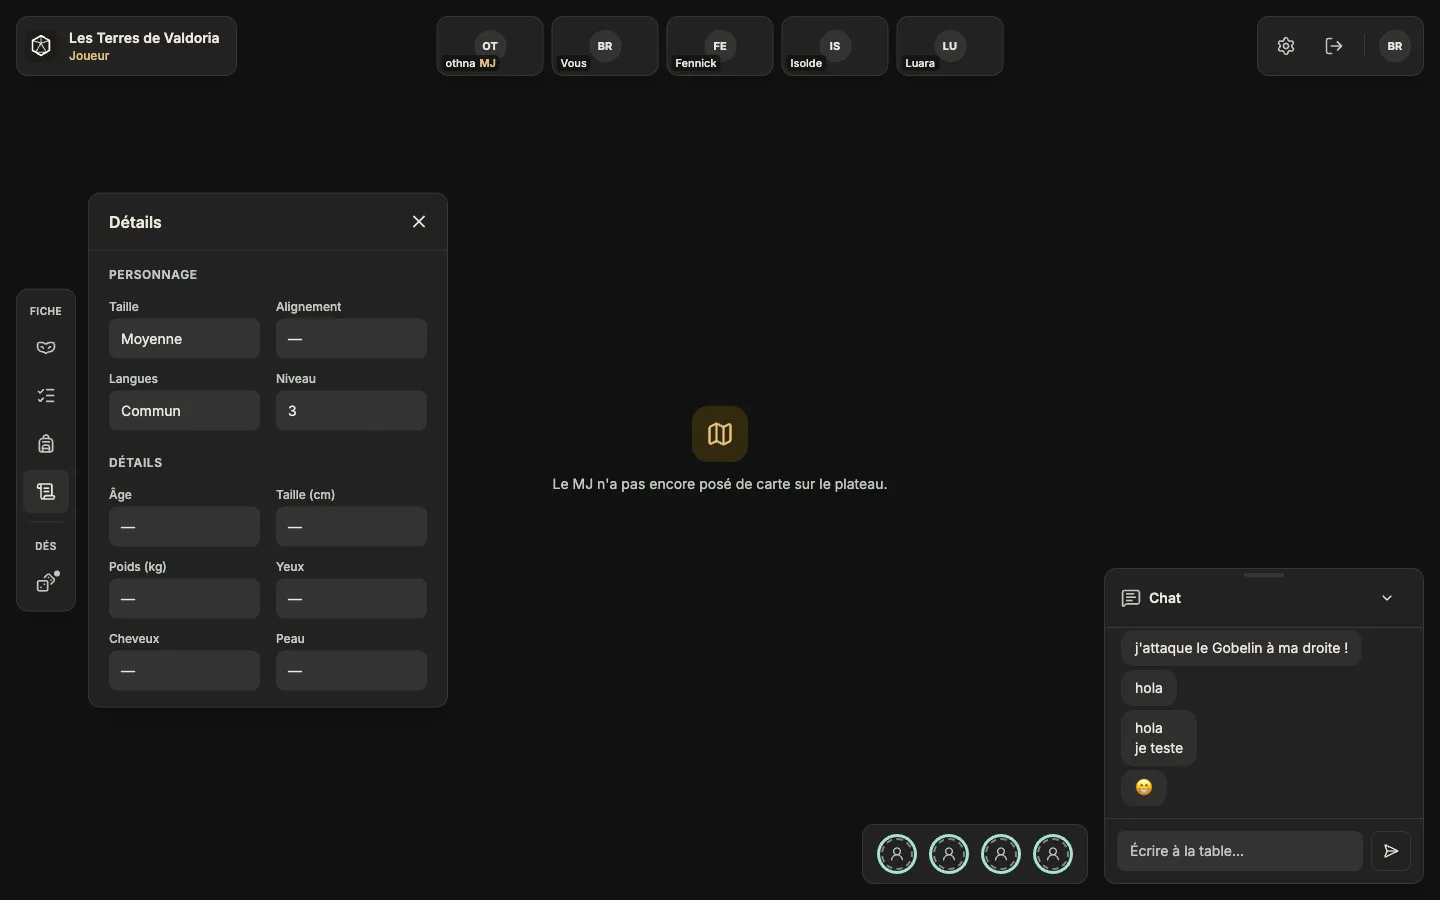 Les Terres de Valdoria
Joueur
OT
othna MJ
BR
Vous
FE
Fennick
IS
Isolde
LU
Luara
BR
Détails
PERSONNAGE
Taille
Alignement
Moyenne
—
Langues
Niveau
Commun
3
DÉTAILS
Âge
Taille (cm)
—
—
Poids (kg)
Yeux
—
—
Cheveux
Peau
—
—
FICHE
DÉS
Le MJ n'a pas encore posé de carte sur le plateau.
Chat
j'attaque le Gobelin à ma droite !
hola
hola
je teste
😁
Écrire à la table...